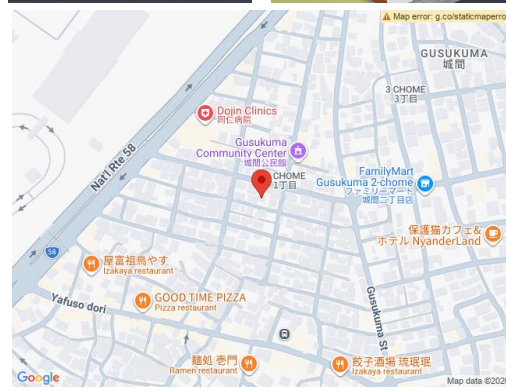 Map error: g.co/staticmaperro
GUSUKUMA
城間
3 CHOME
3丁目
Dojin Clinics
同仁病院
Nat'l Rte 58
Gusukuma
Community Center
城間公民館
CHOME
1丁目
FamilyMart
Gusukuma 2-chome
ファミリーマート
城間二丁目店
保護猫カフェ&
ホテル NyanderLand
58
屋富祖鳥やす
Izakaya restaurant
GOOD TIME PIZZA
Pizza restaurant
Yafuso dori
Gusukuma St.
麺処 壱門
Ramen restaurant
餃子酒場 琉珉珉
Izakaya restaurant
Google
Map data ©202